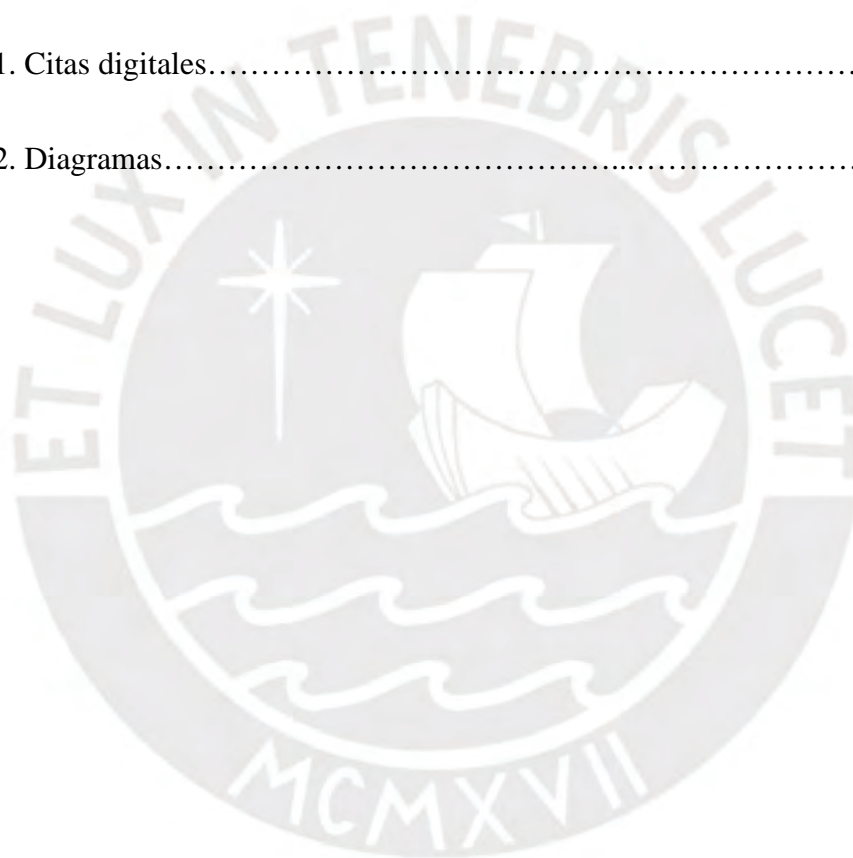 1. Citas digitales……………………………………………………………….
2. Diagramas…………………………………...………………….
ET LUX IN TENEBRIS LUCET
MCMXVII